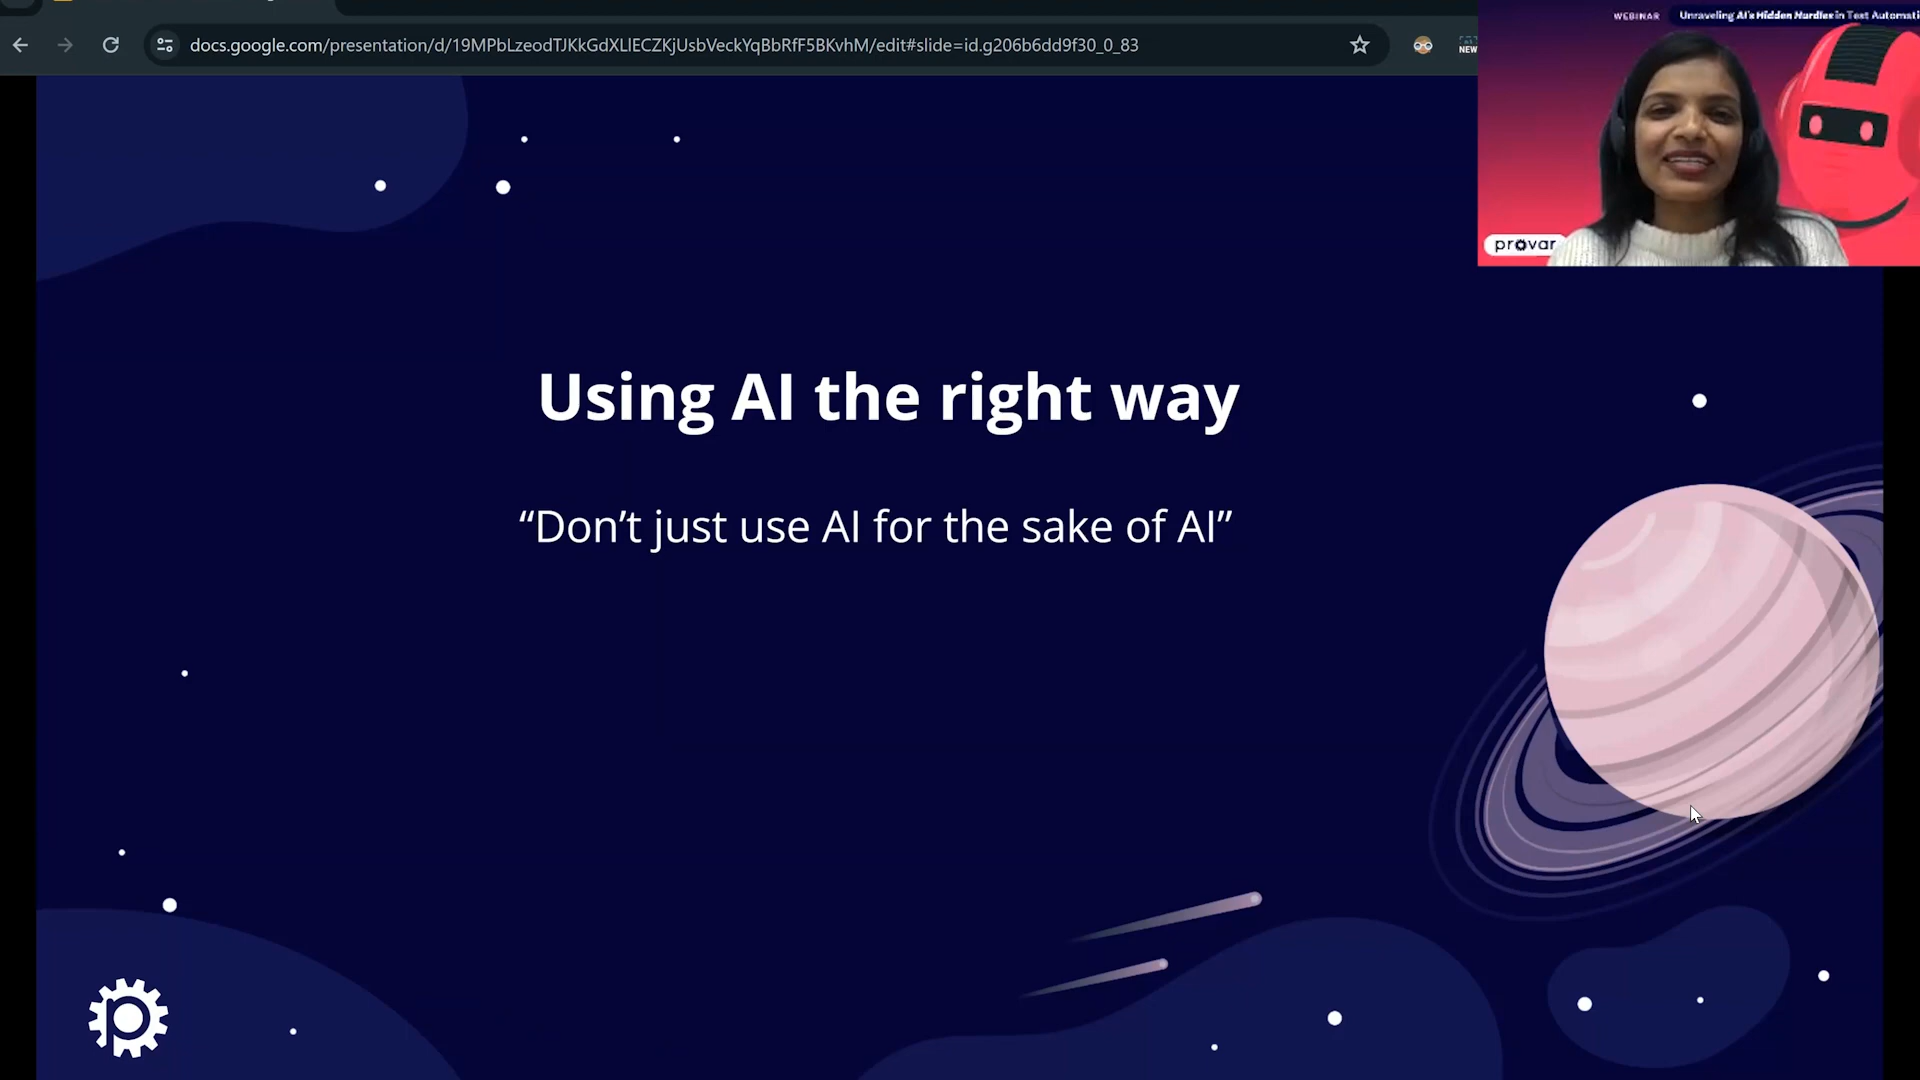 docs.google.com/presentation/d/19MPbLzeodTJKkGdXLIECZKjUsbVeckYqBbRfF5BKvhM/edit#slide=id.g206b6dd9f30_0_83
NEW
WEBINAR Unraveling AI's Hidden Hurdles in Test Automati
provar
Using AI the right way
“Don’t just use AI for the sake of AI”